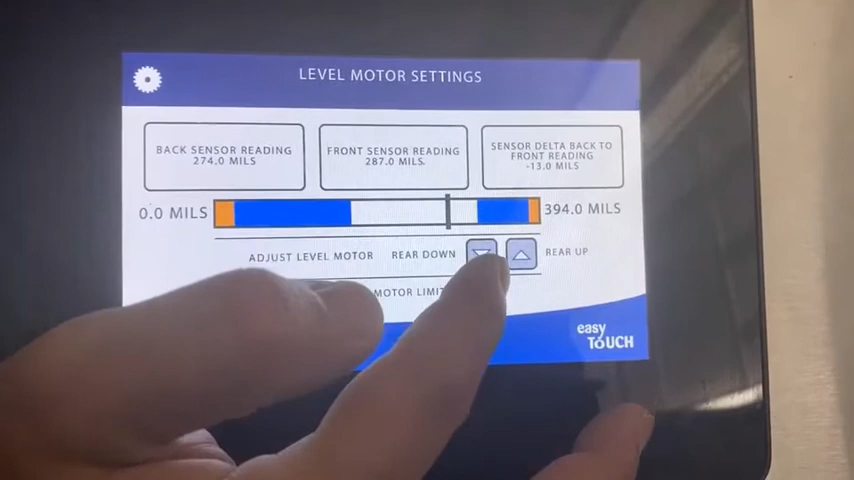 LEVEL MOTOR SETTINGS
BACK SENSOR READING
274.0 MILS
FRONT SENSOR READING
287.0 MILS.
SENSOR DELTA BACK TO
FRONT READING
-13.0 MILS
0.0 MILS
394.0 MILS
ADJUST LEVEL MOTOR REAR DOWN REAR UP
MOTOR
easy
TOUCH